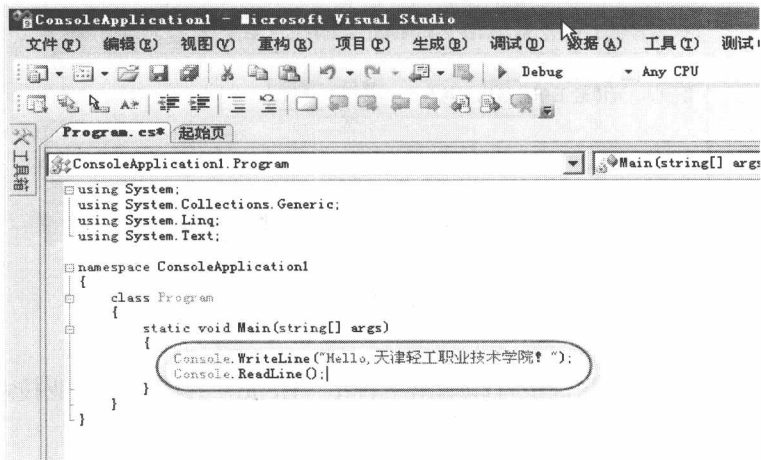 ConsoleApplication1 - Microsoft Visual Studio
文件(F) 编辑(E) 视图(V) 重构(R) 项目(P) 生成(B) 调试(D) 数据(A) 工具(T) 测试
Debug Any CPU
Program.cs* 起始页
工具箱
ConsoleApplication1.Program Main(string[] args
using System;
using System.Collections.Generic;
using System.Linq;
using System.Text;
namespace ConsoleApplication1
{
class Program
{
static void Main(string[] args)
{
Console.WriteLine("Hello,天津轻工职业技术学院! ");
Console.ReadLine();
}
}
}